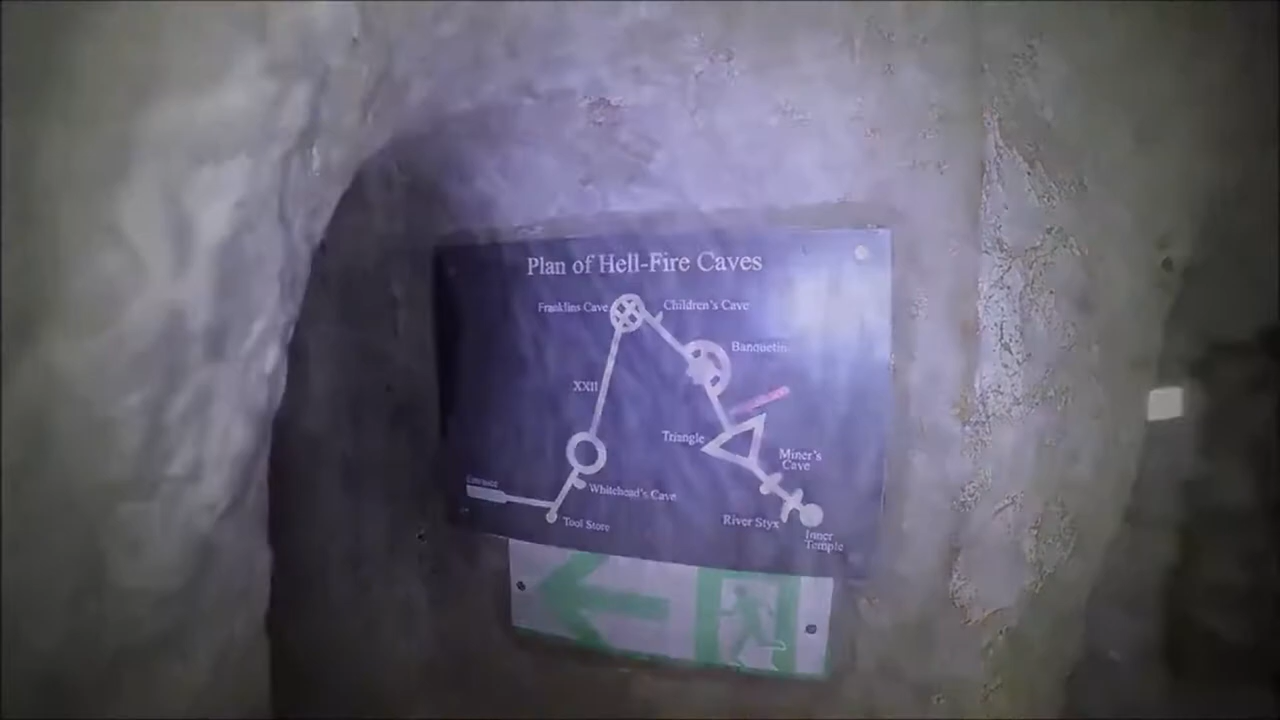 Plan of Hell-Fire Caves
Franklins Cave
Children's Cave
Banquetin
XXII
Triangle
Miner's
Cave
Entrance
Whitehead's Cave
Tool Store
River Styx
Inner
Temple